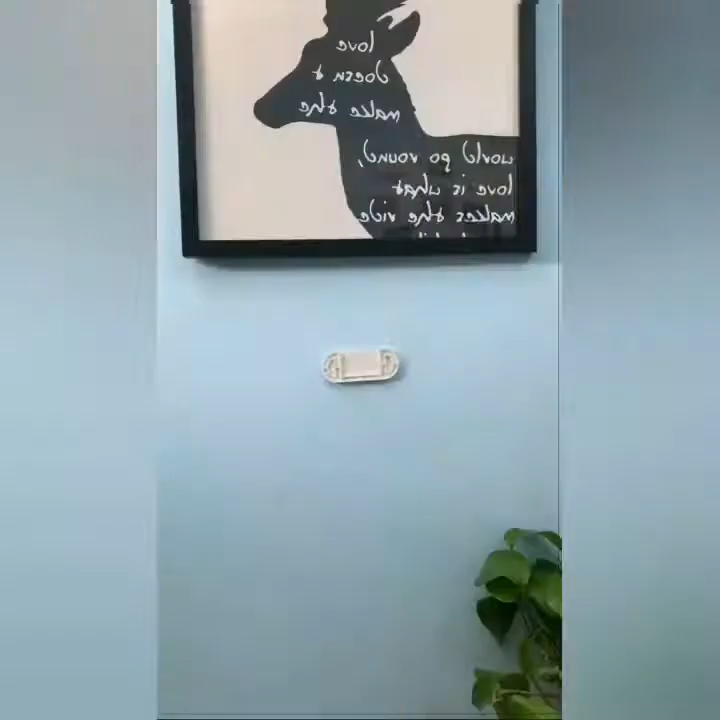 love
doesn't
make the
world go round,
love is what
makes the ride